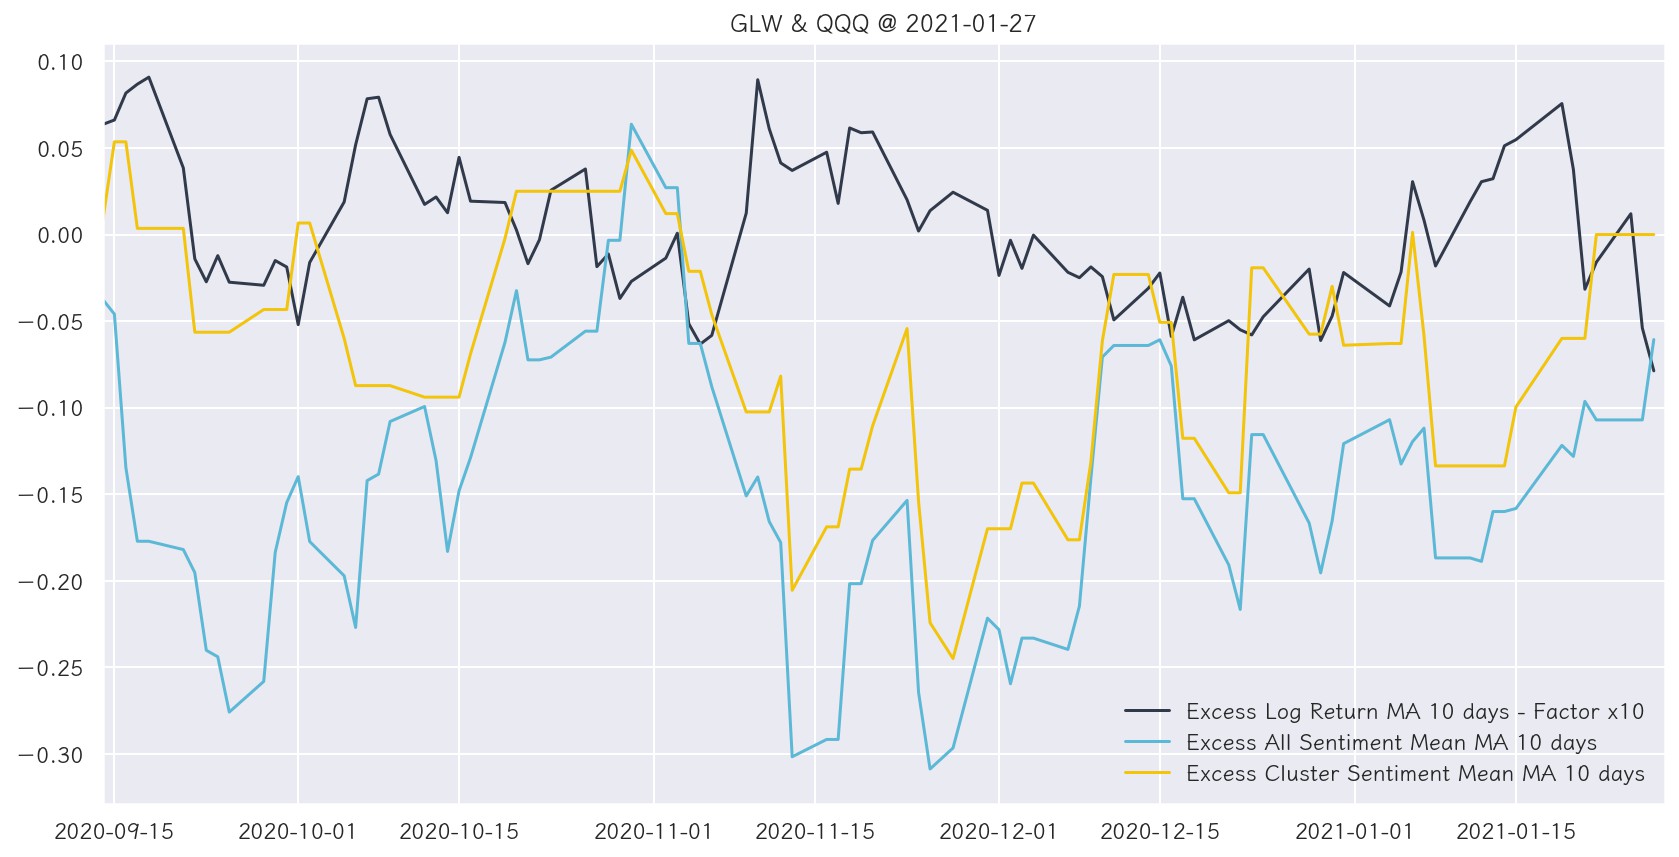 GLW & QQQ @ 2021-01-27
0.10
0.05
0.00
−0.05
−0.10
−0.15
−0.20
−0.25
−0.30
Excess Log Return MA 10 days - Factor x10
Excess All Sentiment Mean MA 10 days
Excess Cluster Sentiment Mean MA 10 days
2020-09-15 2020-10-01 2020-10-15 2020-11-01 2020-11-15 2020-12-01 2020-12-15 2021-01-01 2021-01-15